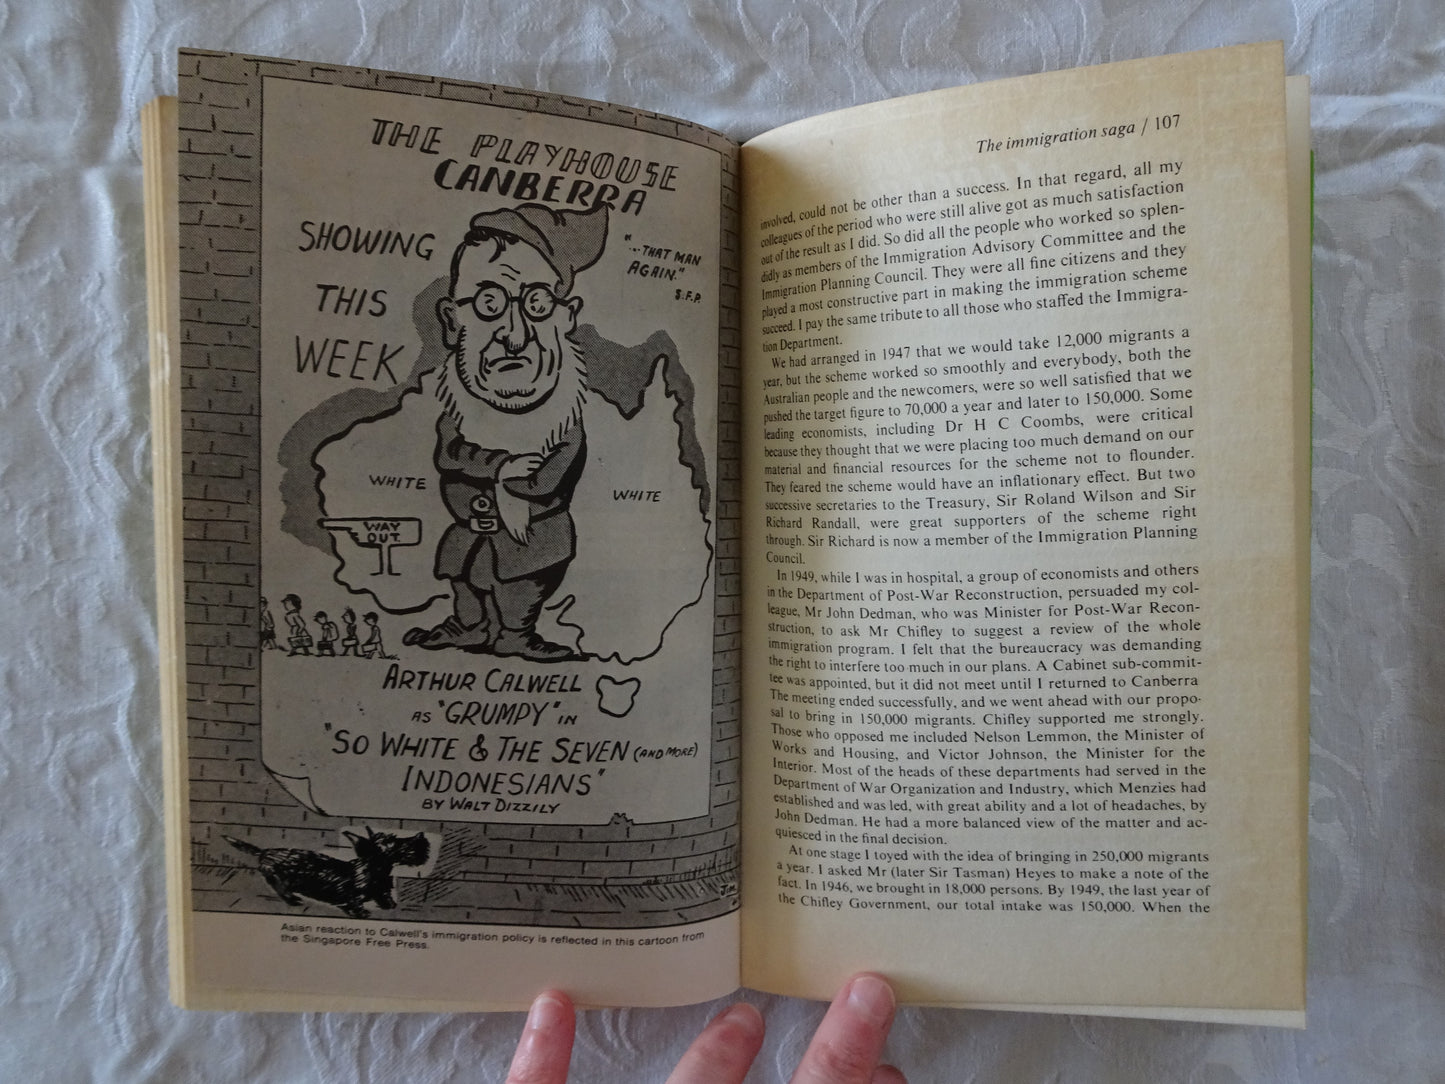 THE PLAYHOUSE
CANBERRA
SHOWING
THIS
WEEK
"...THAT MAN
AGAIN."
S.F.P.
WHITE
WHITE
WAY
OUT.
ARTHUR CALWELL
AS "GRUMPY" IN
"SO WHITE & THE SEVEN (AND MORE)
INDONESIANS"
BY WALT DIZZILY
Jim
Asian reaction to Calwell's immigration policy is reflected in this cartoon from
the Singapore Free Press.
The immigration saga / 107
involved, could not be other than a success. In that regard, all my
colleagues of the period who were still alive got as much satisfaction
out of the result as I did. So did all the people who worked so splen-
didly as members of the Immigration Advisory Committee and the
Immigration Planning Council. They were all fine citizens and they
played a most constructive part in making the immigration scheme
succeed. I pay the same tribute to all those who staffed the Immigra-
tion Department.
We had arranged in 1947 that we would take 12,000 migrants a
year, but the scheme worked so smoothly and everybody, both the
Australian people and the newcomers, were so well satisfied that we
pushed the target figure to 70,000 a year and later to 150,000. Some
leading economists, including Dr H C Coombs, were critical
because they thought that we were placing too much demand on our
material and financial resources for the scheme not to flounder.
They feared the scheme would have an inflationary effect. But two
successive secretaries to the Treasury, Sir Roland Wilson and Sir
Richard Randall, were great supporters of the scheme right
through. Sir Richard is now a member of the Immigration Planning
Council.
In 1949, while I was in hospital, a group of economists and others
in the Department of Post-War Reconstruction, persuaded my col-
league, Mr John Dedman, who was Minister for Post-War Recon-
struction, to ask Mr Chifley to suggest a review of the whole
immigration program. I felt that the bureaucracy was demanding
the right to interfere too much in our plans. A Cabinet sub-commit-
tee was appointed, but it did not meet until I returned to Canberra
The meeting ended successfully, and we went ahead with our propo-
sal to bring in 150,000 migrants. Chifley supported me strongly.
Those who opposed me included Nelson Lemmon, the Minister of
Works and Housing, and Victor Johnson, the Minister for the
Interior. Most of the heads of these departments had served in the
Department of War Organization and Industry, which Menzies had
established and was led, with great ability and a lot of headaches, by
John Dedman. He had a more balanced view of the matter and ac-
quiesced in the final decision.
At one stage I toyed with the idea of bringing in 250,000 migrants
a year. I asked Mr (later Sir Tasman) Heyes to make a note of the
fact. In 1946, we brought in 18,000 persons. By 1949, the last year of
the Chifley Government, our total intake was 150,000. When the